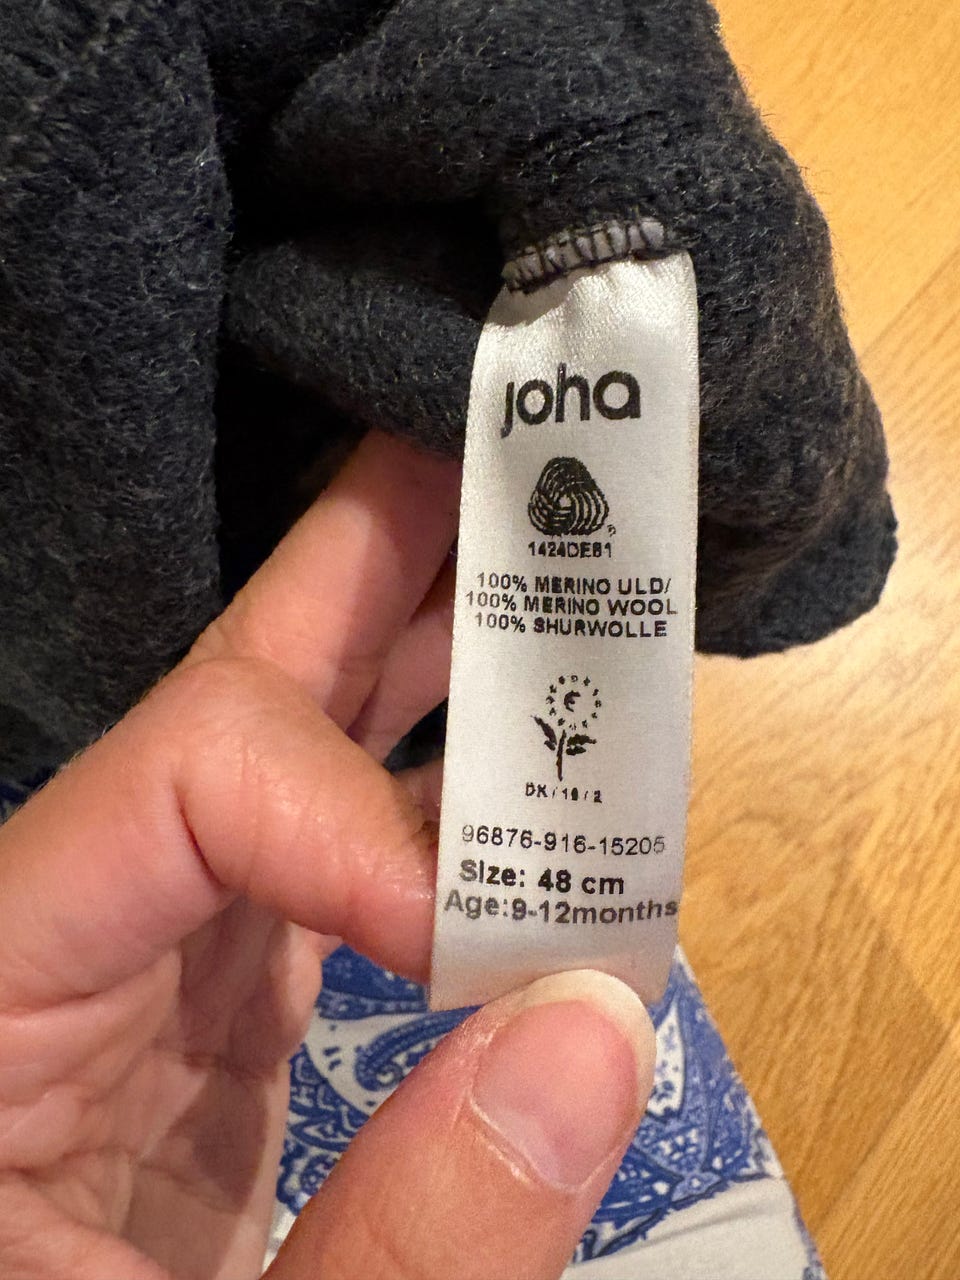 joha
1424DE81
100% MERINO ULD/
100% MERINO WOOL
100% SHURWOLLE
DK / 16 / 2
96876-916-15205
Size: 48 cm
Age:9-12months